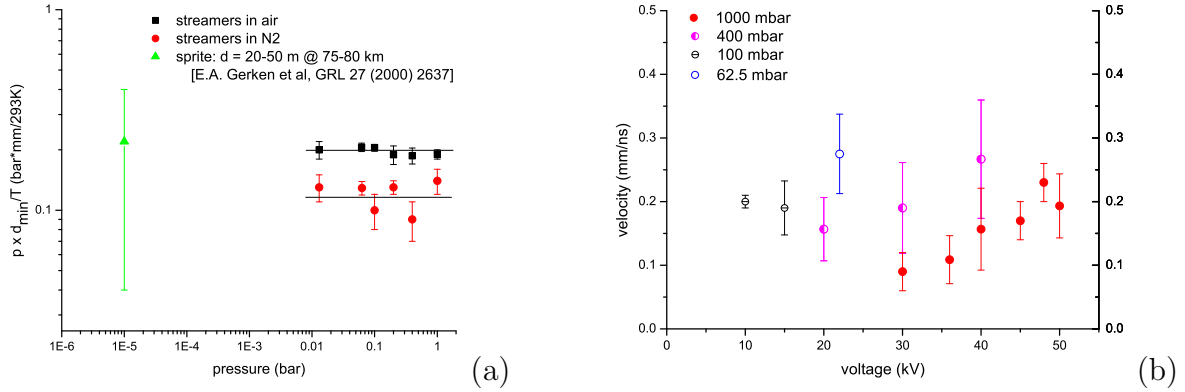 streamers in air
streamers in N2
sprite: d = 20-50 m @ 75-80 km
[E.A. Gerken et al, GRL 27 (2000) 2637]
p x d_min/T (bar*mm/293K)
1
0.1
1E-6 1E-5 1E-4 1E-3 0.01 0.1 1
pressure (bar)
(a)
1000 mbar
400 mbar
100 mbar
62.5 mbar
velocity (mm/ns)
0.5 0.5
0.4 0.4
0.3 0.3
0.2 0.2
0.1 0.1
0.0 0.0
0 10 20 30 40 50
voltage (kV)
(b)